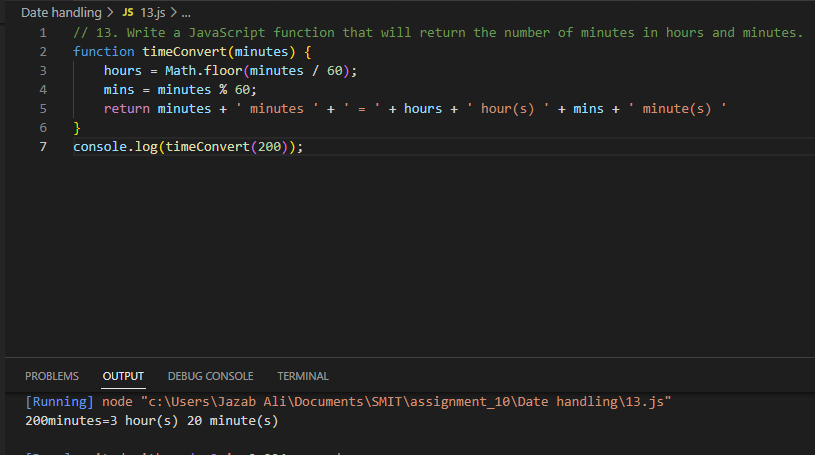 Date handling > JS 13.js > ...
1 // 13. Write a JavaScript function that will return the number of minutes in hours and minutes.
2 function timeConvert(minutes) {
3 hours = Math.floor(minutes / 60);
4 mins = minutes % 60;
5 return minutes + ' minutes ' + ' = ' + hours + ' hour(s) ' + mins + ' minute(s) '
6 }
7 console.log(timeConvert(200));
PROBLEMS OUTPUT DEBUG CONSOLE TERMINAL
[Running] node "c:\Users\Jazab Ali\Documents\SMIT\assignment_10\Date handling\13.js"
200minutes=3 hour(s) 20 minute(s)